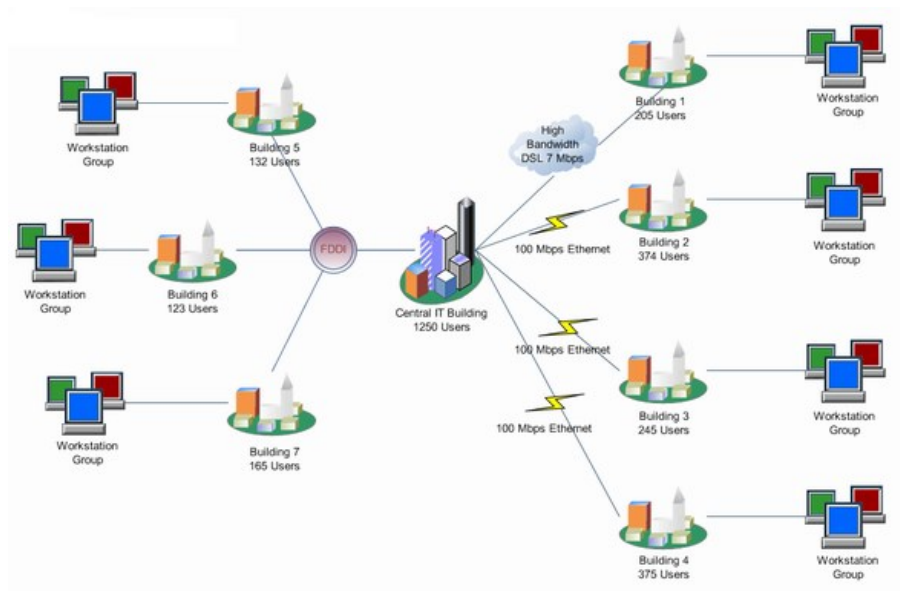 Building 1
205 Users
Workstation
Group
High
Bandwidth
DSL 7 Mbps
Building 5
132 Users
Workstation
Group
100 Mbps Ethernet
Building 2
374 Users
Workstation
Group
FDDI
Building 6
123 Users
Workstation
Group
Central IT Building
1250 Users
100 Mbps Ethernet
Building 3
245 Users
Workstation
Group
100 Mbps Ethernet
Building 7
165 Users
Workstation
Group
Building 4
375 Users
Workstation
Group